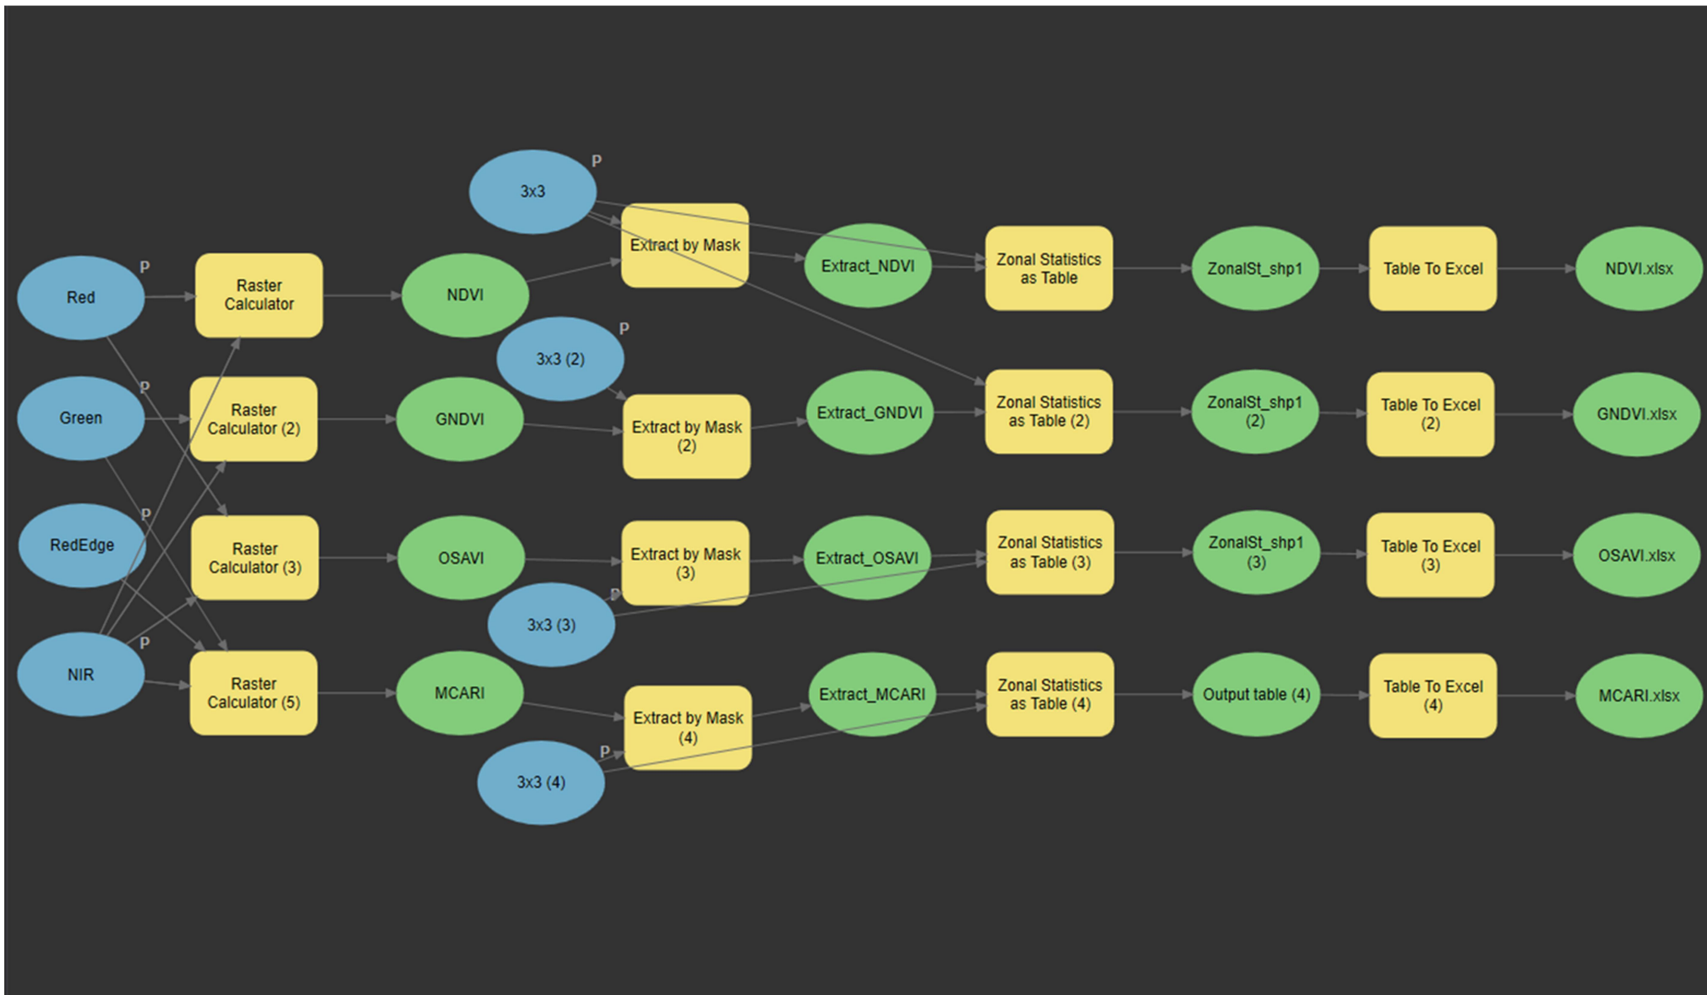 P
3x3
P
Red
Raster
Calculator
NDVI
Extract by Mask
Extract_NDVI
Zonal Statistics
as Table
ZonalSt_shp1
Table To Excel
NDVI.xlsx
P
3x3 (2)
P
Green
Raster
Calculator (2)
GNDVI
Extract by Mask
(2)
Extract_GNDVI
Zonal Statistics
as Table (2)
ZonalSt_shp1
(2)
Table To Excel
(2)
GNDVI.xlsx
P
RedEdge
Raster
Calculator (3)
OSAVI
Extract by Mask
(3)
Extract_OSAVI
Zonal Statistics
as Table (3)
ZonalSt_shp1
(3)
Table To Excel
(3)
OSAVI.xlsx
P
3x3 (3)
P
NIR
Raster
Calculator (5)
MCARI
Extract by Mask
(4)
Extract_MCARI
Zonal Statistics
as Table (4)
Output table (4)
Table To Excel
(4)
MCARI.xlsx
P
3x3 (4)